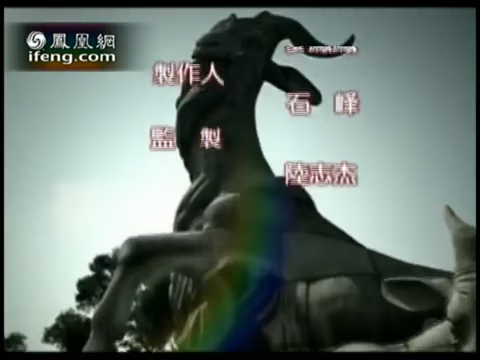 鳳凰網
ifeng.com
製作人
石峰
監製
陸志杰